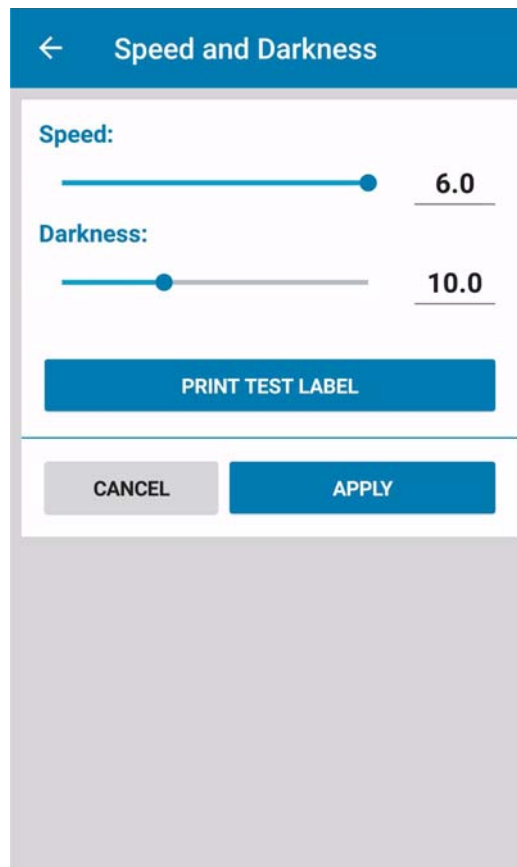 Speed and Darkness
Speed:
6.0
Darkness:
10.0
PRINT TEST LABEL
CANCEL APPLY